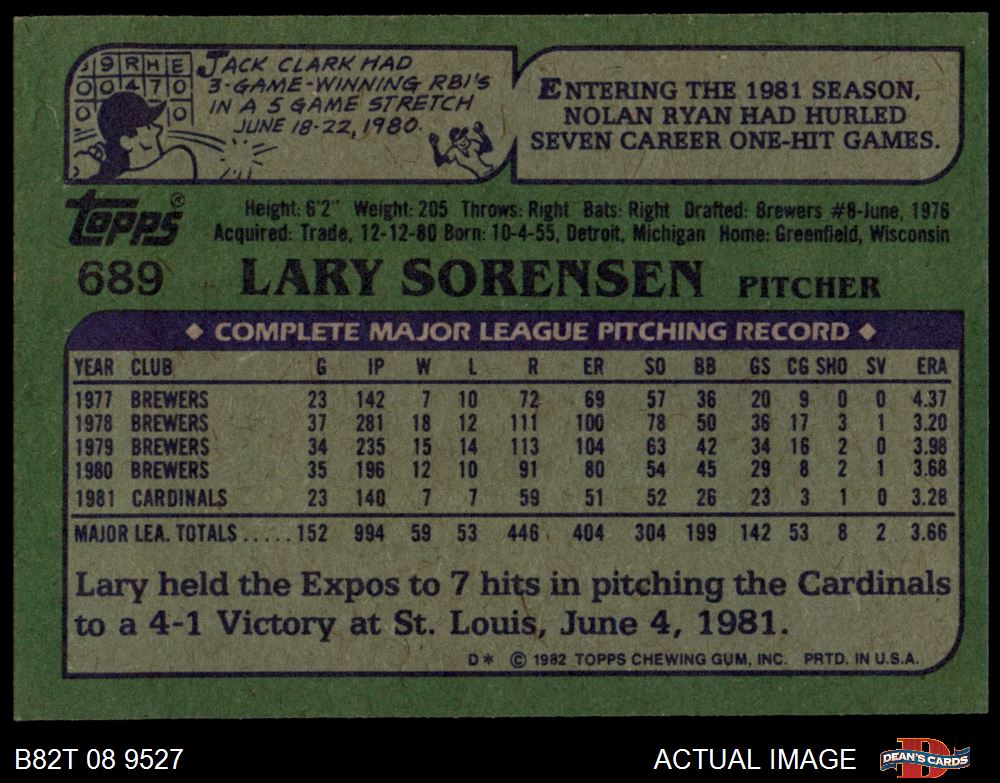 9 R H E
0 0 4 7 0
0
JACK CLARK HAD
3-GAME-WINNING RBI'S
IN A 5 GAME STRETCH
JUNE 18-22, 1980.
ENTERING THE 1981 SEASON,
NOLAN RYAN HAD HURLED
SEVEN CAREER ONE-HIT GAMES.
Topps®
Height: 6'2" Weight: 205 Throws: Right Bats: Right Drafted: Brewers #8-June, 1976
Acquired: Trade, 12-12-80 Born: 10-4-55, Detroit, Michigan Home: Greenfield, Wisconsin
689 LARY SORENSEN PITCHER
◆ COMPLETE MAJOR LEAGUE PITCHING RECORD ◆
YEAR CLUB G IP W L R ER SO BB GS CG SHO SV ERA
1977 BREWERS 23 142 7 10 72 69 57 36 20 9 0 0 4.37
1978 BREWERS 37 281 18 12 111 100 78 50 36 17 3 1 3.20
1979 BREWERS 34 235 15 14 113 104 63 42 34 16 2 0 3.98
1980 BREWERS 35 196 12 10 91 80 54 45 29 8 2 1 3.68
1981 CARDINALS 23 140 7 7 59 51 52 26 23 3 1 0 3.28
MAJOR LEA. TOTALS.....152 994 59 53 446 404 304 199 142 53 8 2 3.66
Lary held the Expos to 7 hits in pitching the Cardinals
to a 4-1 Victory at St. Louis, June 4, 1981.
D* © 1982 TOPPS CHEWING GUM, INC. PRTD. IN U.S.A.
B82T 08 9527
ACTUAL IMAGE
DEAN'S CARDS